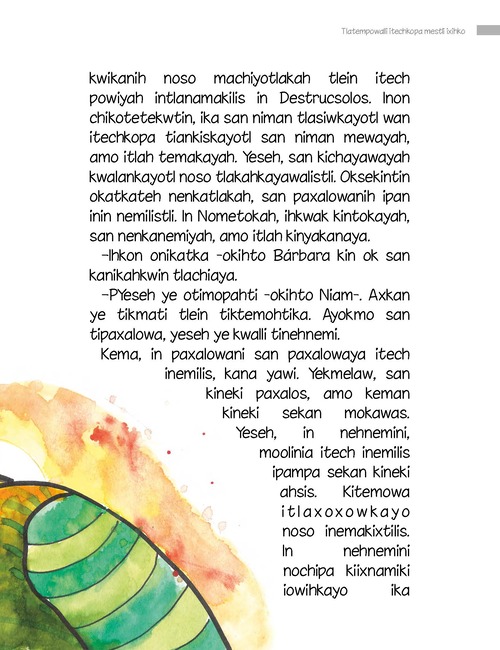 Tlatempowalli itechkopa mestli ixihko
kwikanih noso machiyotlakah tlein itech
powiyah intlanamakilis in Destrucsolos. Inon
chikotetekwtin, ika san niman tlasiwkayotl wan
itechkopa tiankiskayotl san niman mewayah,
amo itlah temakayah. Yeseh, san kichayawayah
kwalankayotl noso tlakahkayawalistli. Oksekintin
okatkateh nenkatlakah, san paxalowanih ipan
inin nemilistli. In Nometokah, ihkwak kintokayah,
san nenkanemiyah, amo itlah kinyakanaya.
–Ihkon onikatka -okihto Bárbara kin ok san
kanikahkwin tlachiaya.
–PYeseh ye otimopahti -okihto Niam-. Axkan
ye tikmati tlein tiktemohtika. Ayokmo san
tipaxalowa, yeseh ye kwalli tinehnemi.
Kema, in paxalowani san paxalowaya itech
inemilis, kana yawi. Yekmelaw, san
kineki paxalos, amo keman
kineki sekan mokawas.
Yeseh, in nehnemini,
moolinia itech inemilis
ipampa sekan kineki
ahsis. Kitemowa
itlaxoxowkayo
noso inemakixtilis.
In nehnemini
nochipa kiixnamiki
iowihkayo ika